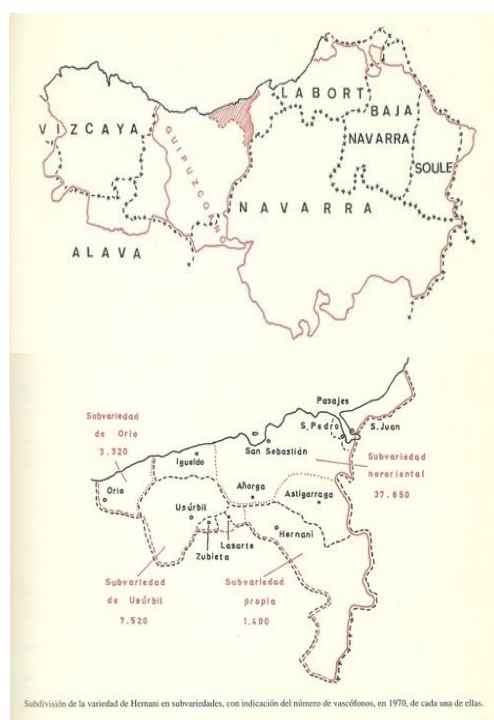 LABORT
BAJA
NAVARRA
SOULE
VIZCAYA
GUIPUZCOANO
NAVARRA
ALAVA
Pasajes
S. Pedro
S. Juan
Subvariedad
de Orio
3.320
San Sebastián
Igueldo
Subvariedad
nororiental
37.650
Orio
Añorga
Astigarraga
Usúrbil
Hernani
Lasarte
Zubieta
Subvariedad
de Usúrbil
7.520
Subvariedad
propia
1.400
Subdivisión de la variedad de Hernani en subvariedades, con indicación del número de vascófonos, en 1970, de cada una de ellas.